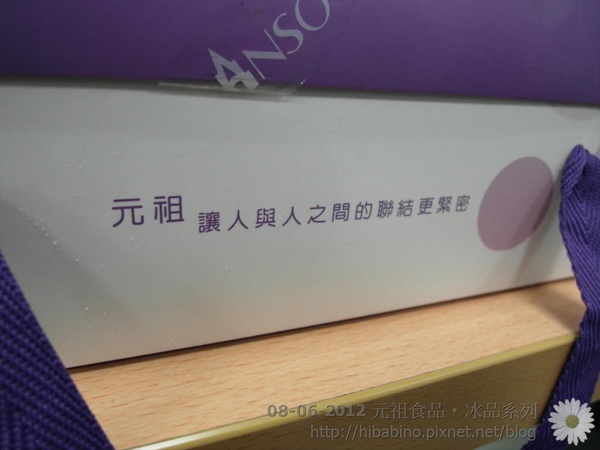 ANSO
元祖 讓人與人之間的聯結更緊密
08-06-2012 元祖食品‧冰品系列
http://hibabino.pixnet.net/blog